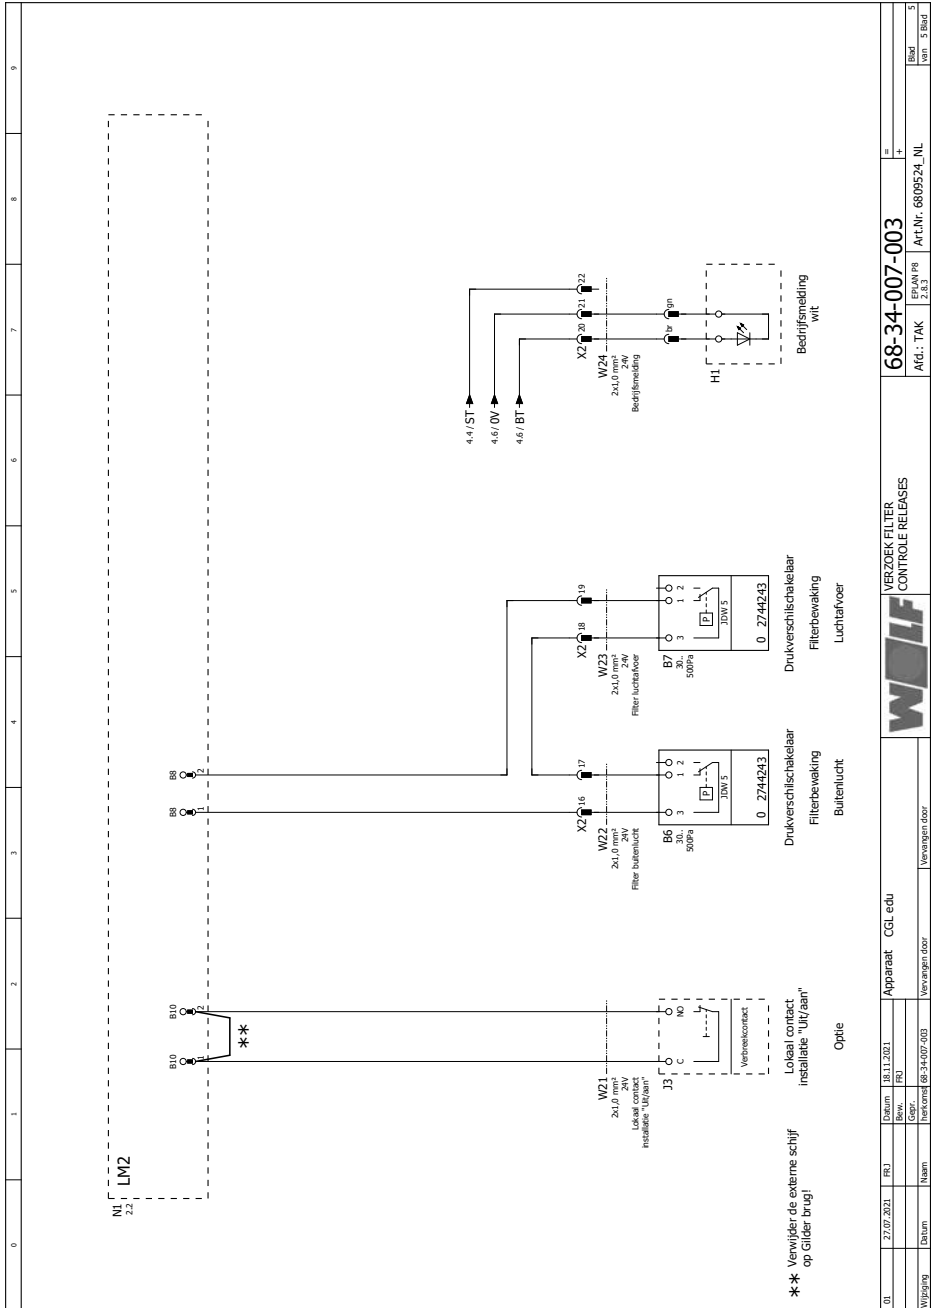 0
1
2
3
4
5
6
7
8
9
N1
2.2
LM2
B10
1
B10
2
**
B8
1
B8
2
4.4 / ST
4.6 / 0V
4.6 / BT
W21
2x1,0 mm²
24V
Lokaal contact
installatie "Uit/aan"
J3
C
NO
Verbreekcontact
Lokaal contact
installatie "Uit/aan"
Optie
X2
16
17
W22
2x1,0 mm²
24V
Filter buitenlucht
B6
30..
500Pa
3
1
2
P
JDW 5
0 2744243
Drukverschilschakelaar
Filterbewaking
Buitenlucht
X2
18
19
W23
2x1,0 mm²
24V
Filter luchtafvoer
B7
30..
500Pa
3
1
2
P
JDW 5
0 2744243
Drukverschilschakelaar
Filterbewaking
Luchtafvoer
X2
20
21
22
W24
2x1,0 mm²
24V
Bedrijfsmelding
br
gn
H1
Bedrijfsmelding
wit
** Verwijder de externe schijf
op Gilder brug!
01
27.07.2021
FRJ
Wijziging
Datum
Naam
Datum
18.11.2021
Bew.
FRJ
Gepr.
herkomst
68-34-007-003
Apparaat CGL edu
Vervangen door
Vervangen door
WOLF
VERZOEK FILTER
CONTROLE RELEASES
68-34-007-003
=
+
Afd.: TAK
EPLAN P8
2.8.3
Art.Nr. 6809524_NL
Blad 5
van 5 Blad